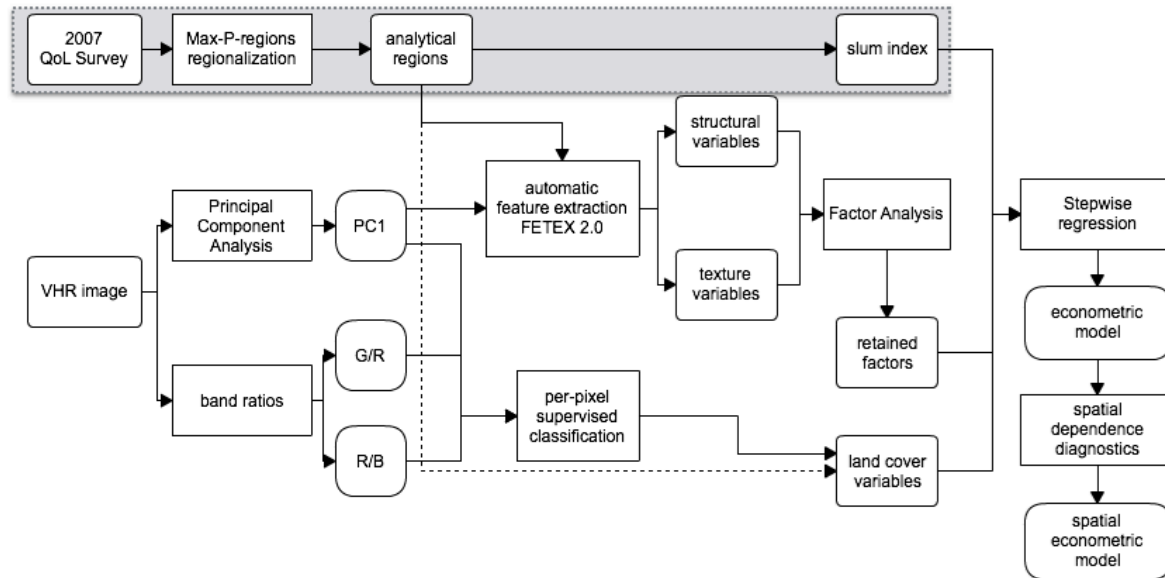 2007
QoL Survey
Max-P-regions
regionalization
analytical
regions
slum index
structural
variables
Principal
Component
Analysis
PC1
automatic
feature extraction
FETEX 2.0
Factor Analysis
Stepwise
regression
VHR image
texture
variables
G/R
retained
factors
econometric
model
band ratios
per-pixel
supervised
classification
spatial
dependence
diagnostics
R/B
land cover
variables
spatial
econometric
model